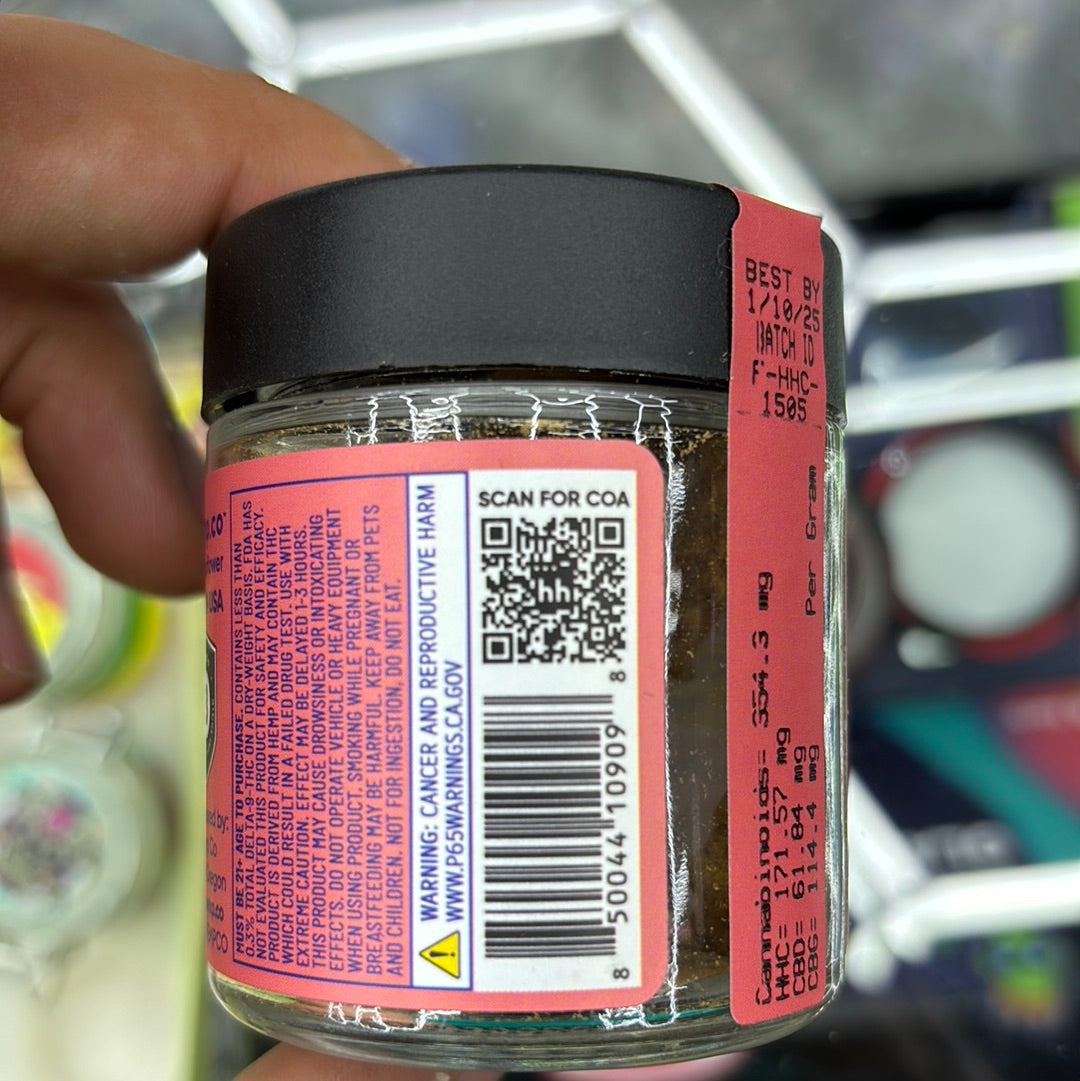 Flower
USA
MUST BE 21+ AGE TO PURCHASE. CONTAINS LESS THAN
0.3% TOTAL DELTA-9-THC ON A DRY-WEIGHT BASIS. FDA HAS
NOT EVALUATED THIS PRODUCT FOR SAFETY AND EFFICACY.
PRODUCT IS DERIVED FROM HEMP AND MAY CONTAIN THC
WHICH COULD RESULT IN A FAILED DRUG TEST. USE WITH
EXTREME CAUTION. EFFECT MAY BE DELAYED 1-3 HOURS.
THIS PRODUCT MAY CAUSE DROWSINESS OR INTOXICATING
EFFECTS. DO NOT OPERATE VEHICLE OR HEAVY EQUIPMENT
WHEN USING PRODUCT. SMOKING WHILE PREGNANT OR
BREASTFEEDING MAY BE HARMFUL. KEEP AWAY FROM PETS
AND CHILDREN. NOT FOR INGESTION, DO NOT EAT.
WARNING: CANCER AND REPRODUCTIVE HARM
WWW.P65WARNINGS.CA.GOV
SCAN FOR COA
hh
8 50044 10909 8
BEST BY
1/10/25
BATCH ID
F-HHC-
1505
Cannabinoids= 354.3 mg
Per Gram
HHC= 171.57 mg
CBD= 61.84 mg
CBG= 114.4 mg